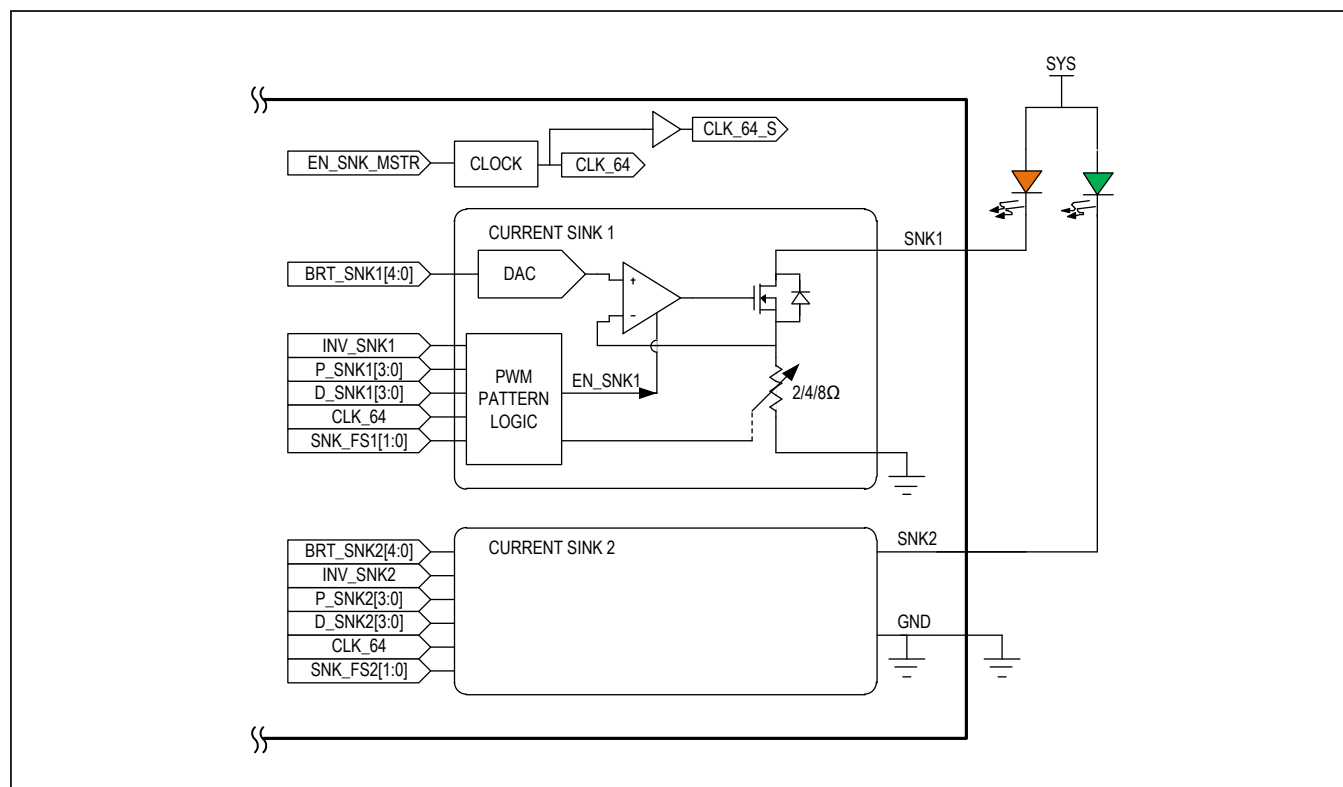 SYS
CLK_64_S
EN_SNK_MSTR
CLOCK
CLK_64
CURRENT SINK 1
SNK1
BRT_SNK1[4:0]
DAC
+
-
INV_SNK1
P_SNK1[3:0]
D_SNK1[3:0]
CLK_64
SNK_FS1[1:0]
PWM
PATTERN
LOGIC
EN_SNK1
2/4/8Ω
BRT_SNK2[4:0]
INV_SNK2
P_SNK2[3:0]
D_SNK2[3:0]
CLK_64
SNK_FS2[1:0]
CURRENT SINK 2
SNK2
GND